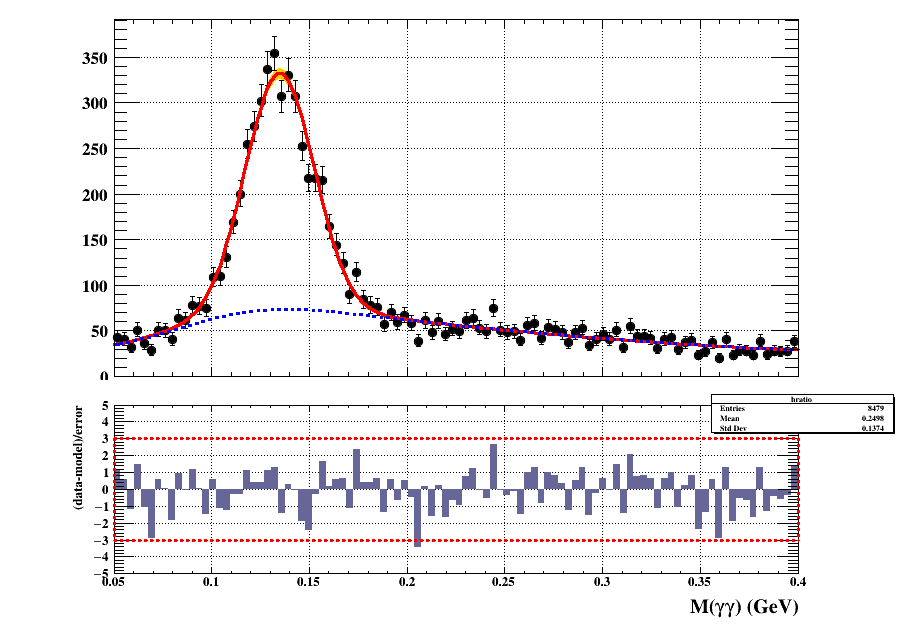 350
300
250
200
150
100
50
0
hratio
Entries 8479
Mean 0.2498
Std Dev 0.1374
(data-model)/error
5
4
3
2
1
0
−1
−2
−3
−4
−5
0.05 0.1 0.15 0.2 0.25 0.3 0.35 0.4
M(γγ) (GeV)